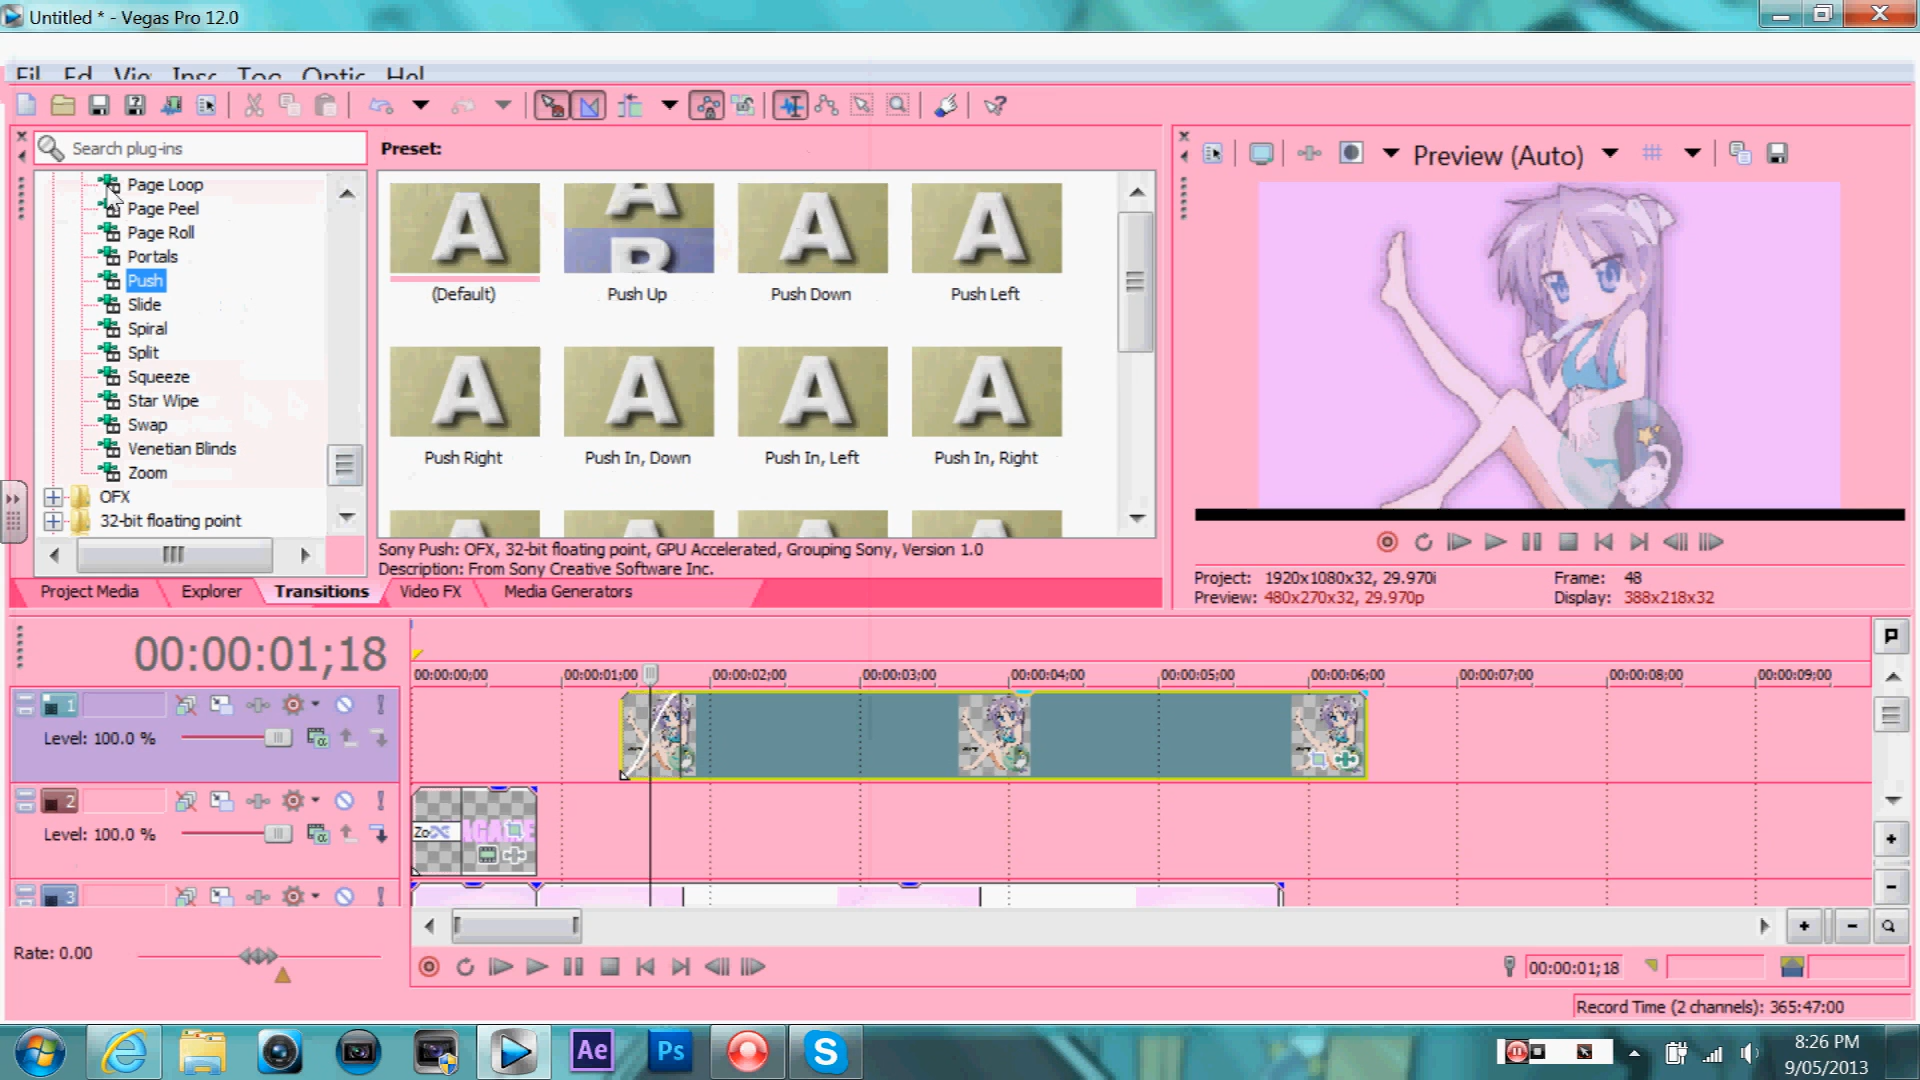 Untitled * - Vegas Pro 12.0
Search plug-ins
Preset:
Preview (Auto)
Page Loop
Page Peel
Page Roll
Portals
Push
Slide
Spiral
Split
Squeeze
Star Wipe
Swap
Venetian Blinds
Zoom
OFX
32-bit floating point
(Default)
Push Up
Push Down
Push Left
Push Right
Push In, Down
Push In, Left
Push In, Right
Sony Push: OFX, 32-bit floating point, GPU Accelerated, Grouping Sony, Version 1.0
Description: From Sony Creative Software Inc.
Project Media
Explorer
Transitions
Video FX
Media Generators
Project: 1920x1080x32, 29.970i
Frame: 48
Preview: 480x270x32, 29.970p
Display: 388x218x32
00:00:01;18
00:00:00;00
00:00:01;00
00:00:02;00
00:00:03;00
00:00:04;00
00:00:05;00
00:00:06;00
00:00:07;00
00:00:08;00
00:00:09;00
1
Level: 100.0 %
2
Level: 100.0 %
3
Rate: 0.00
00:00:01;18
Record Time (2 channels): 365:47:00
Ae
Ps
8:26 PM
9/05/2013